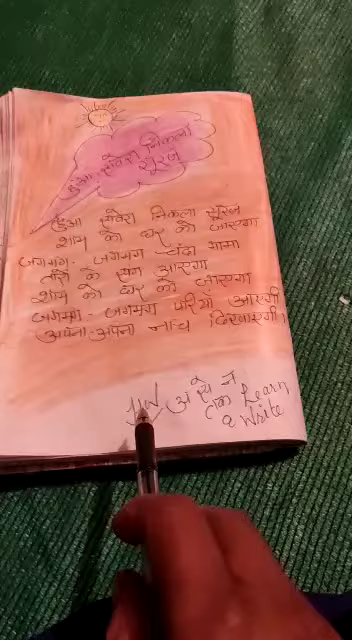 हुआ सवेरा निकला
सूरज
हुआ सवेरा निकला सूरज
शाम को घर को जाएगा
जगमग- जगमग चंदा मामा
तारों के संग आएगा
शाम को घर को जाएगा
जगमग- जगमग परियाँ आएगी
अपना-अपना नाच दिखाएगी।
HW अ से न
तक Learn
& Write